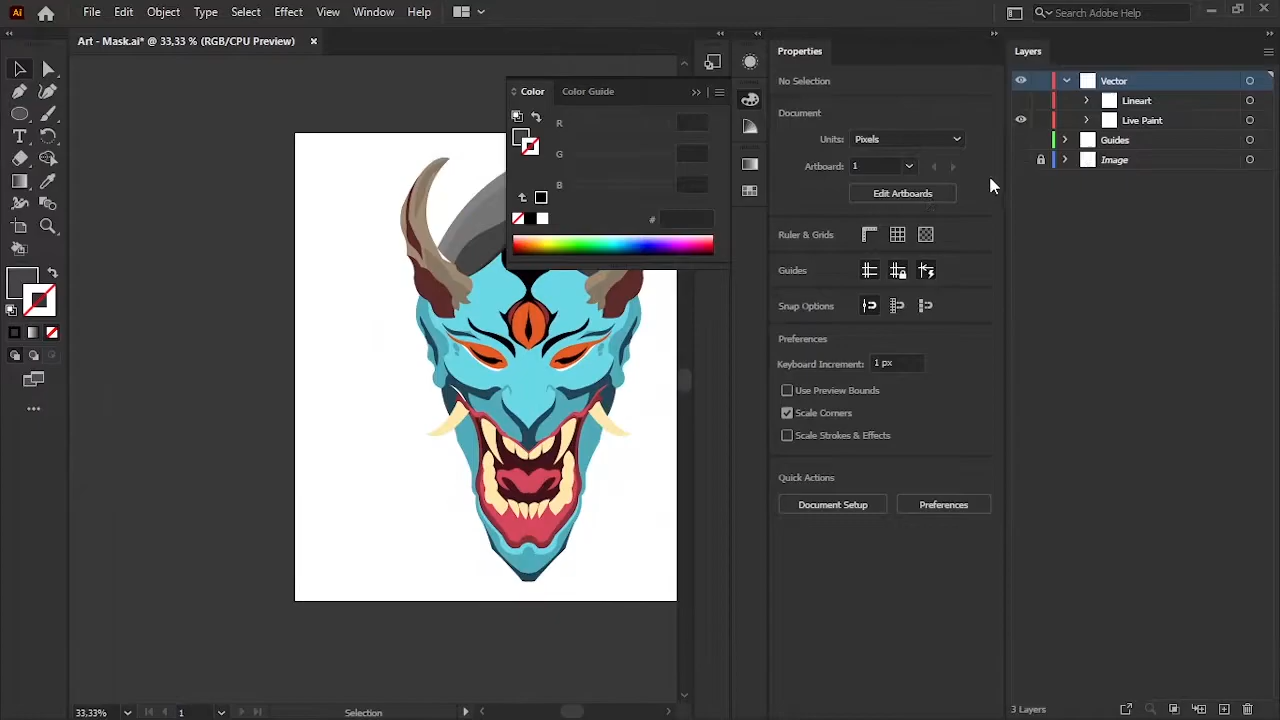 Ai File Edit Object Type Select Effect View Window Help Search Adobe Help
Art - Mask.ai* @ 33,33 % (RGB/CPU Preview)
Color Color Guide
R
G
B
#
Properties
No Selection
Document
Units: Pixels
Artboard: 1
Edit Artboards
Ruler & Grids
Guides
Snap Options
Preferences
Keyboard Increment: 1 px
Use Preview Bounds
Scale Corners
Scale Strokes & Effects
Quick Actions
Document Setup Preferences
Layers
Vector
Lineart
Live Paint
Guides
Image
33,33% 1 Selection
3 Layers